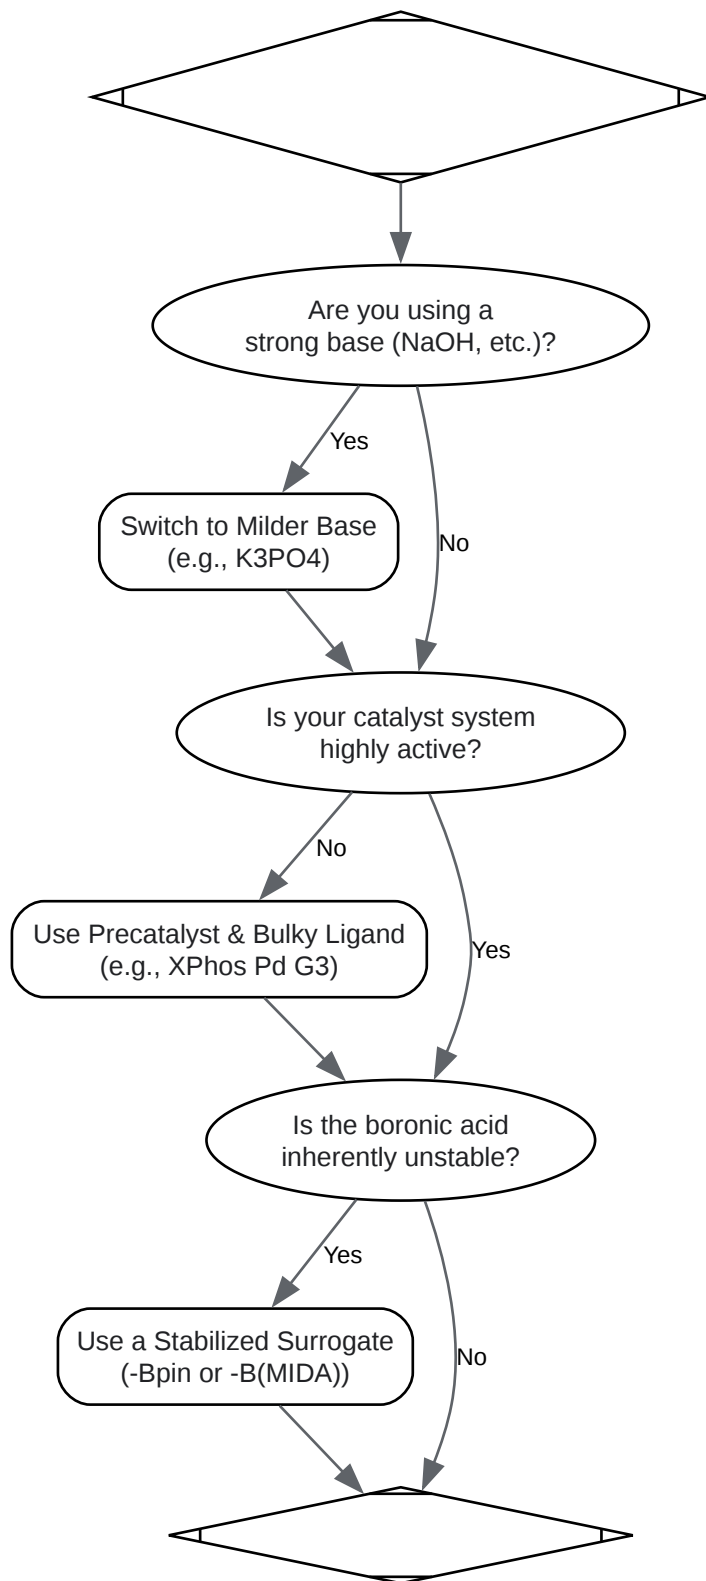 Are you using a
strong base (NaOH, etc.)?
Yes
Switch to Milder Base
(e.g., K3PO4)
No
Is your catalyst system
highly active?
No
Use Precatalyst & Bulky Ligand
(e.g., XPhos Pd G3)
Yes
Is the boronic acid
inherently unstable?
Yes
Use a Stabilized Surrogate
(-Bpin or -B(MIDA))
No